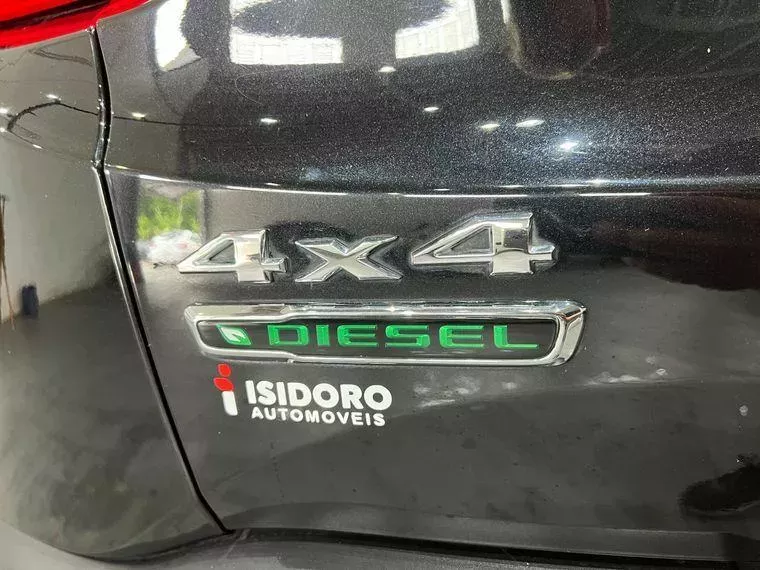 4x4
DIESEL
ISIDORO
AUTOMOVEIS